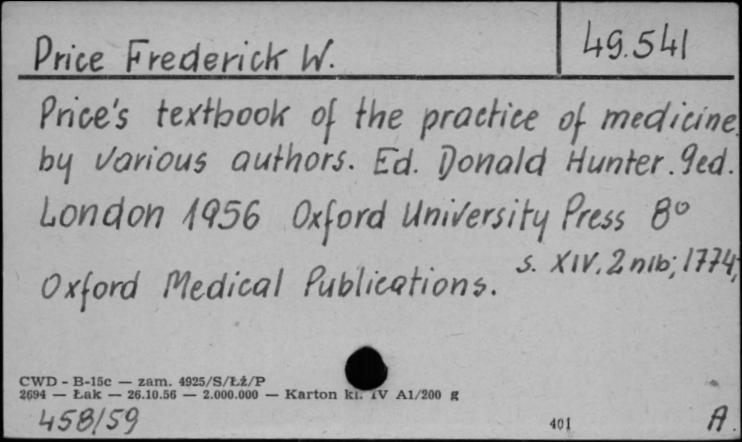 Price Frederick W.
49.541
Price's textbook of the practice of medicine
by various authors. Ed. Donald Hunter. 9ed.
London 1956 Oxford University Press 8°
s. XIV. 2 nlb; 1774;
Oxford Medical Publications.
CWD - B-15c — zam. 4925/S/Łż/P
2694 — Łak — 26.10.56 — 2.000.000 — Karton kl. IV A1/200 g
458/59
401
A